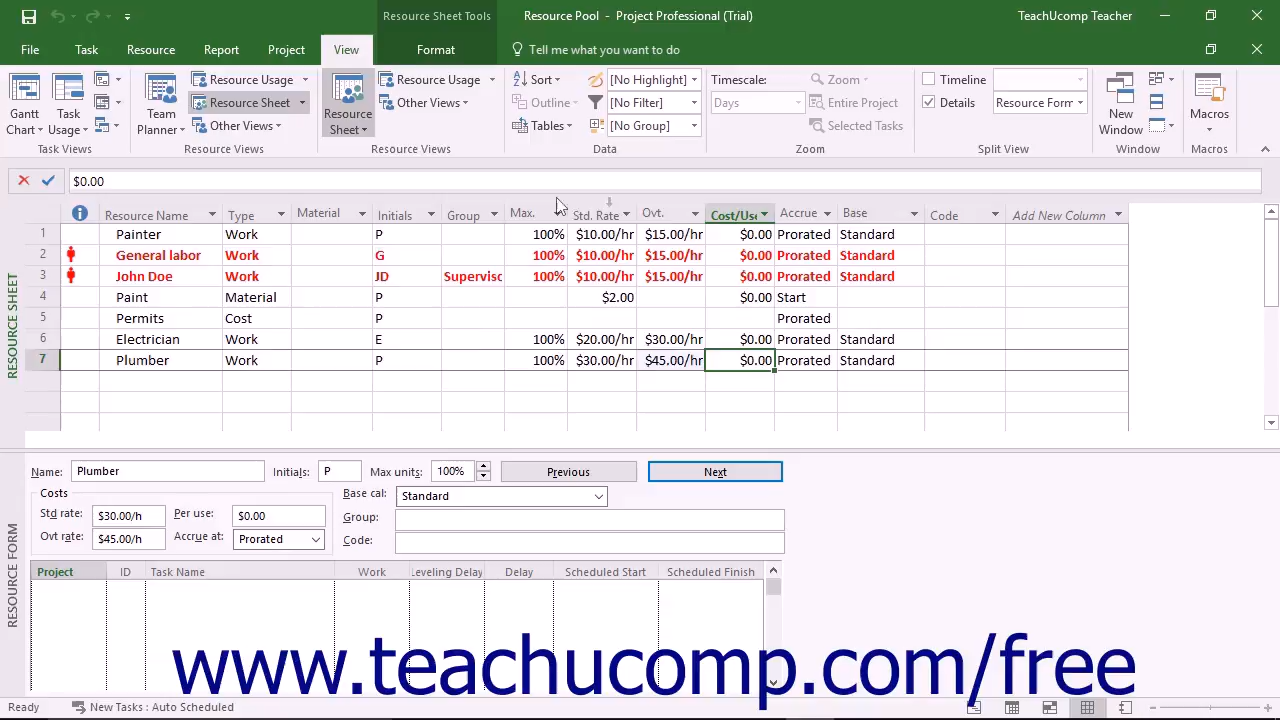 Resource Sheet Tools Resource Pool - Project Professional (Trial) TeachUcomp Teacher
File Task Resource Report Project View Format Tell me what you want to do
Gantt Chart Task Usage Team Planner Resource Usage Resource Sheet Other Views Resource Sheet Resource Usage Other Views Sort Outline Tables [No Highlight] [No Filter] [No Group] Timescale: Days Zoom Entire Project Selected Tasks Timeline Details Resource Form New Window Macros
Task Views Resource Views Resource Views Data Zoom Split View Window Macros
$0.00
Resource Name Type Material Initials Group Max. Std. Rate Ovt. Cost/Use Accrue Base Code Add New Column
1 Painter Work P 100% $10.00/hr $15.00/hr $0.00 Prorated Standard
2 General labor Work G 100% $10.00/hr $15.00/hr $0.00 Prorated Standard
3 John Doe Work JD Superviso 100% $10.00/hr $15.00/hr $0.00 Prorated Standard
4 Paint Material P $2.00 $0.00 Start
5 Permits Cost P Prorated
6 Electrician Work E 100% $20.00/hr $30.00/hr $0.00 Prorated Standard
7 Plumber Work P 100% $30.00/hr $45.00/hr $0.00 Prorated Standard
RESOURCE SHEET
Name: Plumber Initials: P Max units: 100% Previous Next
Costs Base cal: Standard
Std rate: $30.00/h Per use: $0.00 Group:
Ovt rate: $45.00/h Accrue at: Prorated Code:
Project ID Task Name Work Leveling Delay Delay Scheduled Start Scheduled Finish
RESOURCE FORM
www.teachucomp.com/free
Ready New Tasks : Auto Scheduled